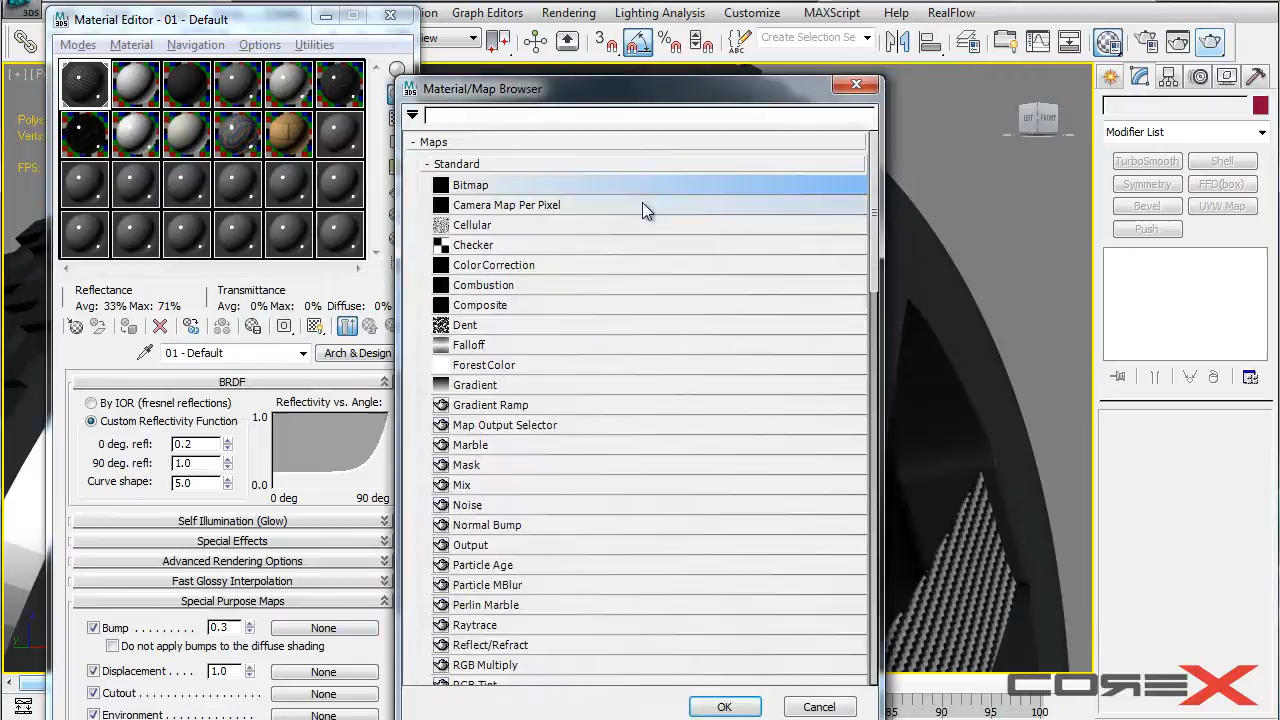 3DS
Material Editor - 01 - Default
Graph Editors Rendering Lighting Analysis Customize MAXScript Help RealFlow
Modes Material Navigation Options Utilities
Create Selection Se
Material/Map Browser
- Maps
- Standard
Bitmap
Camera Map Per Pixel
Cellular
Checker
Color Correction
Combustion
Composite
Dent
Falloff
ForestColor
Gradient
Gradient Ramp
Map Output Selector
Marble
Mask
Mix
Noise
Normal Bump
Output
Particle Age
Particle MBlur
Perlin Marble
Raytrace
Reflect/Refract
RGB Multiply
RGB Tint
OK Cancel
Reflectance Transmittance
Avg: 33% Max: 71% Avg: 0% Max: 0% Diffuse: 0%
01 - Default Arch & Design
BRDF
By IOR (fresnel reflections) Reflectivity vs. Angle:
Custom Reflectivity Function 1.0
0 deg. refl: 0.2
90 deg. refl: 1.0
Curve shape: 5.0 0.0
0 deg 90 deg
Self Illumination (Glow)
Special Effects
Advanced Rendering Options
Fast Glossy Interpolation
Special Purpose Maps
Bump 0.3 None
Do not apply bumps to the diffuse shading
Displacement 1.0 None
Cutout None
Environment None
Polys
Verts
FPS:
LEFT FRONT
Modifier List
TurboSmooth Shell
Symmetry FFD(box)
Bevel UVW Map
Push
COREX
85 90 95 100